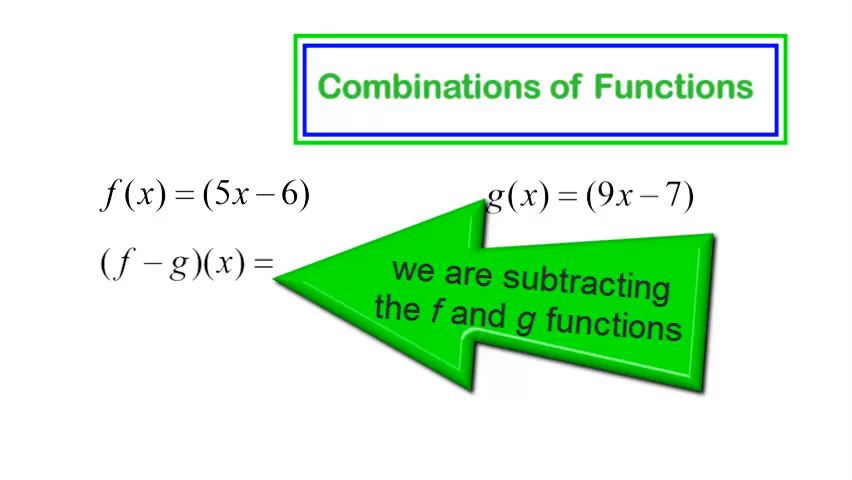 Combinations of Functions
f(x) = (5x − 6)
g(x) = (9x − 7)
(f − g)(x) =
we are subtracting
the f and g functions